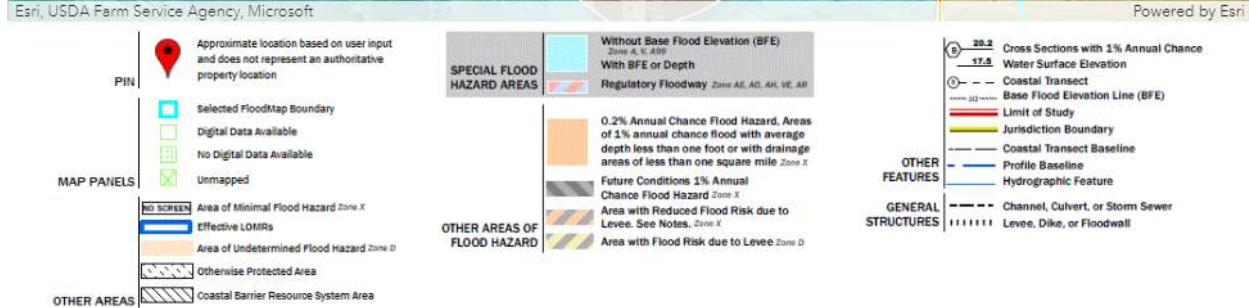 Esri, USDA Farm Service Agency, Microsoft
Powered by Esri
PIN
Approximate location based on user input
and does not represent an authoritative
property location
MAP PANELS
Selected FloodMap Boundary
Digital Data Available
No Digital Data Available
Unmapped
OTHER AREAS
NO SCREEN Area of Minimal Flood Hazard Zone X
Effective LOMRs
Area of Undetermined Flood Hazard Zone D
Otherwise Protected Area
Coastal Barrier Resource System Area
SPECIAL FLOOD
HAZARD AREAS
Without Base Flood Elevation (BFE)
Zone A, V, A99
With BFE or Depth
Regulatory Floodway Zone AE, AO, AH, VE, AR
OTHER AREAS OF
FLOOD HAZARD
0.2% Annual Chance Flood Hazard, Areas
of 1% annual chance flood with average
depth less than one foot or with drainage
areas of less than one square mile Zone X
Future Conditions 1% Annual
Chance Flood Hazard Zone X
Area with Reduced Flood Risk due to
Levee. See Notes. Zone X
Area with Flood Risk due to Levee Zone D
OTHER
FEATURES
B 20.2 Cross Sections with 1% Annual Chance
17.5 Water Surface Elevation
Coastal Transect
Base Flood Elevation Line (BFE)
Limit of Study
Jurisdiction Boundary
Coastal Transect Baseline
Profile Baseline
Hydrographic Feature
GENERAL
STRUCTURES
Channel, Culvert, or Storm Sewer
Levee, Dike, or Floodwall